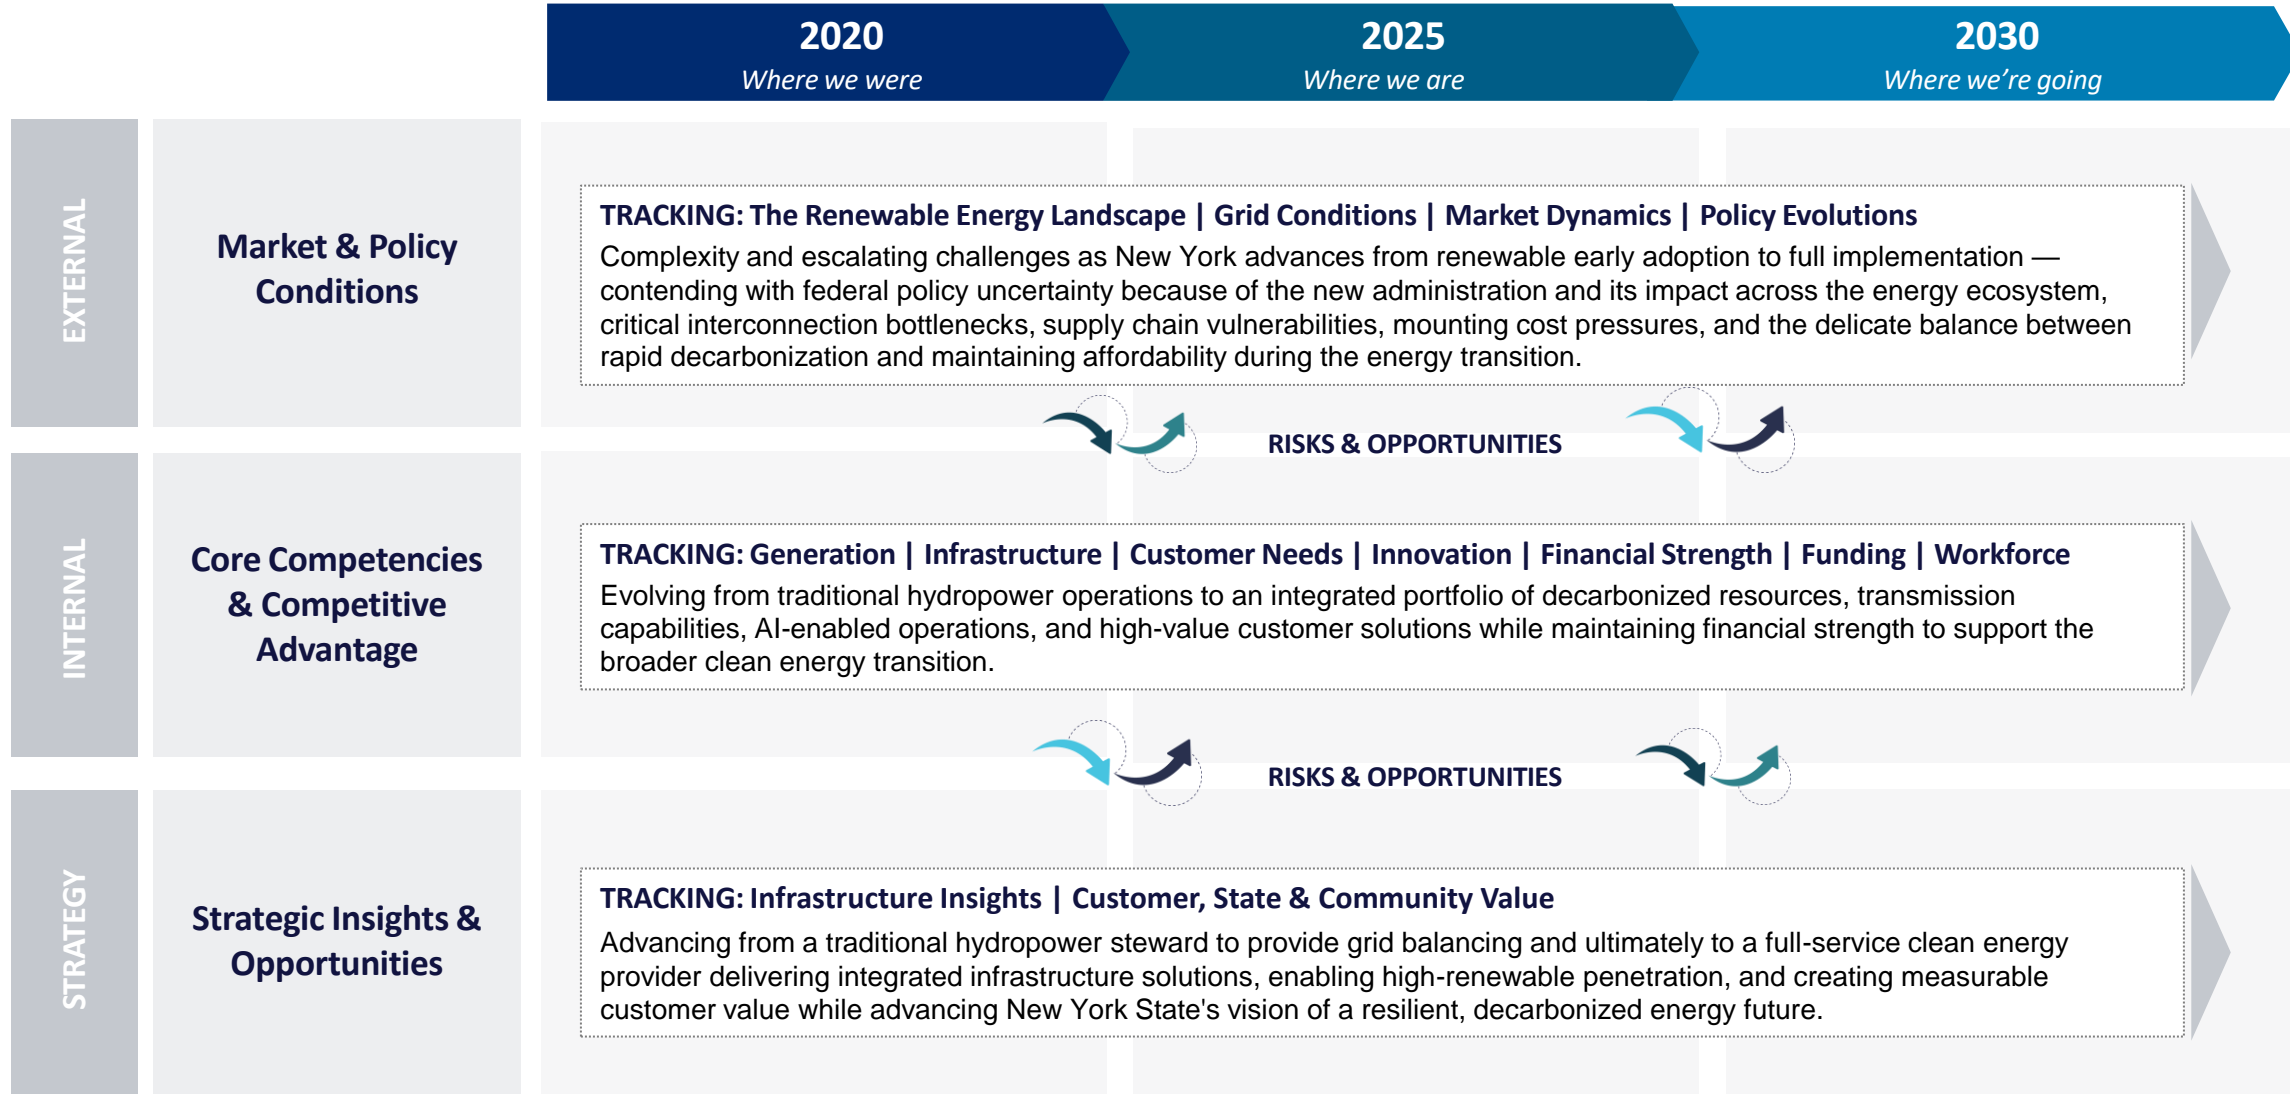 2020
Where we were
2025
Where we are
2030
Where we’re going
EXTERNAL
Market & Policy
Conditions
TRACKING: The Renewable Energy Landscape | Grid Conditions | Market Dynamics | Policy Evolutions
Complexity and escalating challenges as New York advances from renewable early adoption to full implementation —
contending with federal policy uncertainty because of the new administration and its impact across the energy ecosystem,
critical interconnection bottlenecks, supply chain vulnerabilities, mounting cost pressures, and the delicate balance between
rapid decarbonization and maintaining affordability during the energy transition.
RISKS & OPPORTUNITIES
INTERNAL
Core Competencies
& Competitive
Advantage
TRACKING: Generation | Infrastructure | Customer Needs | Innovation | Financial Strength | Funding | Workforce
Evolving from traditional hydropower operations to an integrated portfolio of decarbonized resources, transmission
capabilities, AI-enabled operations, and high-value customer solutions while maintaining financial strength to support the
broader clean energy transition.
RISKS & OPPORTUNITIES
STRATEGY
Strategic Insights &
Opportunities
TRACKING: Infrastructure Insights | Customer, State & Community Value
Advancing from a traditional hydropower steward to provide grid balancing and ultimately to a full-service clean energy
provider delivering integrated infrastructure solutions, enabling high-renewable penetration, and creating measurable
customer value while advancing New York State's vision of a resilient, decarbonized energy future.